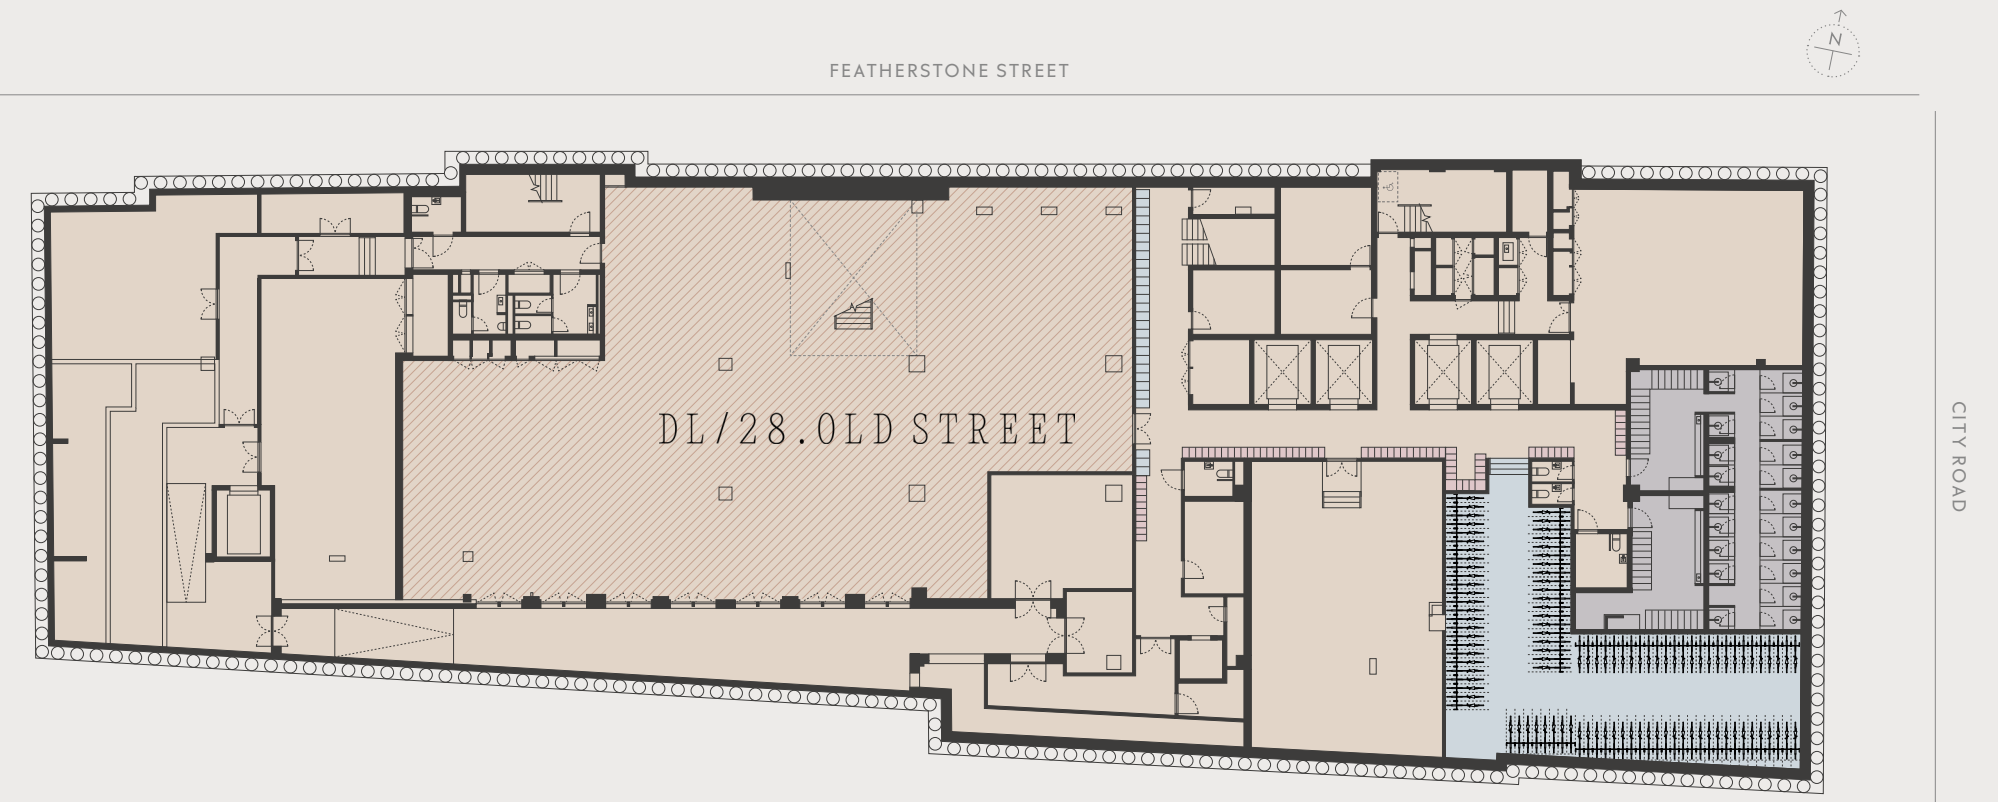 N
FEATHERSTONE STREET
DL/28.OLD STREET
CITY ROAD